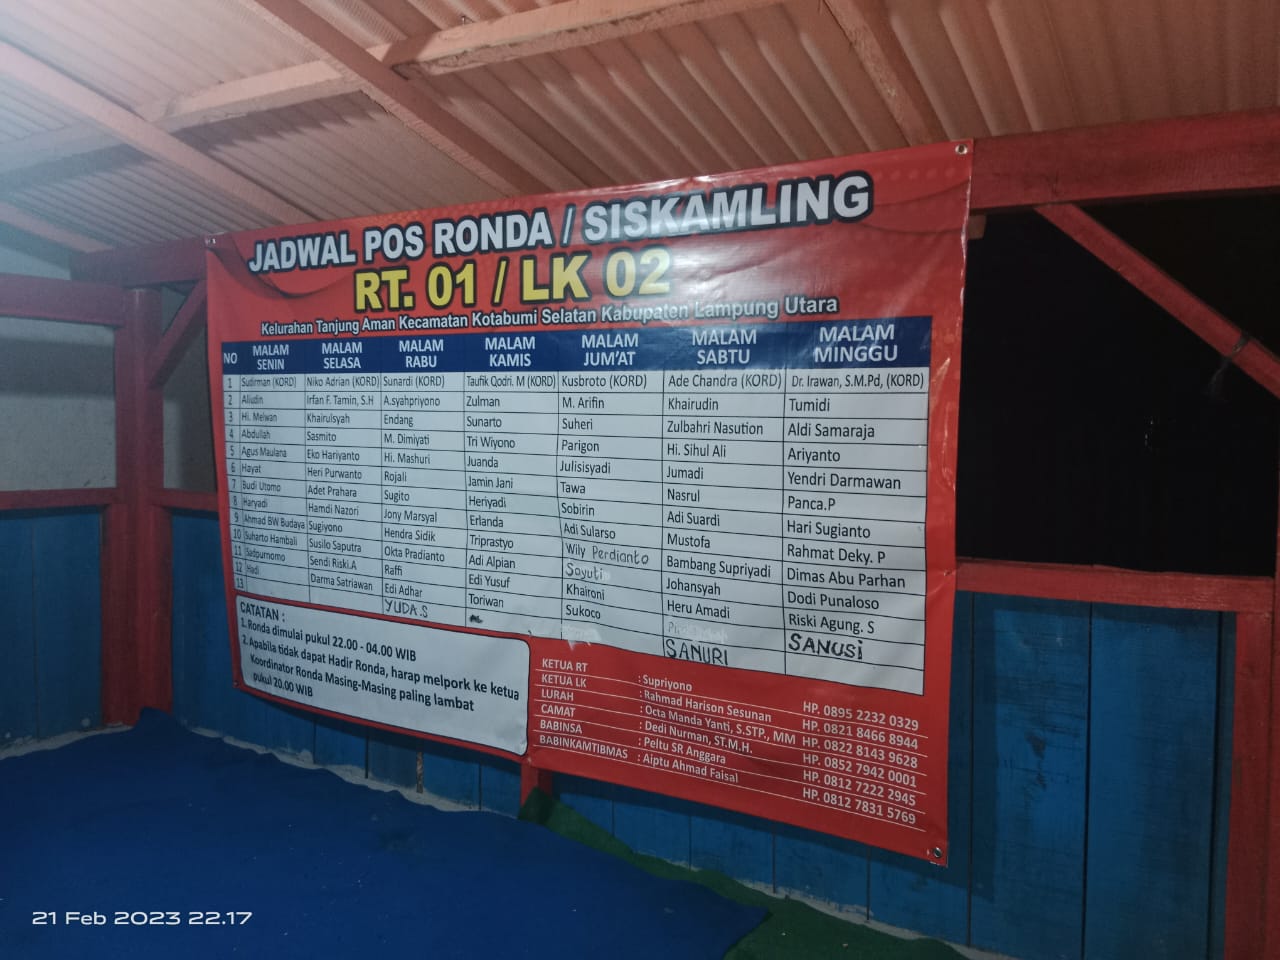 JADWAL POS RONDA / SISKAMLING
RT. 01 / LK 02
Kelurahan Tanjung Aman Kecamatan Kotabumi Selatan Kabupaten Lampung Utara
NO MALAM SENIN MALAM SELASA MALAM RABU MALAM KAMIS MALAM JUM'AT MALAM SABTU MALAM MINGGU
1 Sudirman (KORD) Niko Adrian (KORD) Sunardi (KORD) Taufik Qodri. M (KORD) Kusbroto (KORD) Ade Chandra (KORD) Dr. Irawan, S.M.Pd, (KORD)
2 Aliudin Irfan F. Tamin, S.H A.syahpriyono Zulman M. Arifin Khairudin Tumidi
3 Hi. Melwan Khairulsyah Endang Sunarto Suheri Zulbahri Nasution Aldi Samaraja
4 Abdullah Sasmito M. Dimiyati Tri Wiyono Parigon Hi. Sihul Ali Ariyanto
5 Agus Maulana Eko Hariyanto Hi. Mashuri Juanda Julisisyadi Jumadi Yendri Darmawan
6 Hayat Heri Purwanto Rojali Jamin Jani Tawa Nasrul Panca.P
7 Budi Utomo Adet Prahara Sugito Heriyadi Sobirin Adi Suardi Hari Sugianto
8 Haryadi Hamdi Nazori Jony Marsyal Erlanda Adi Sularso Mustofa Rahmat Deky. P
9 Ahmad BW Budaya Sugiyono Hendra Sidik Triprastyo Wily Perdianto Bambang Supriyadi Dimas Abu Parhan
10 Suharto Hambali Susilo Saputra Okta Pradianto Adi Alpian Sayuti Johansyah Dodi Punaloso
11 Sadpurnomo Sendi Riski.A Raffi Edi Yusuf Khaironi Heru Amadi Riski Agung. S
12 Hadi Darma Satriawan Edi Adhar Toriwan Sukoco SANUSI
13 YUDA.S SANURI
CATATAN :
1. Ronda dimulai pukul 22.00 - 04.00 WIB
2. Apabila tidak dapat Hadir Ronda, harap melpork ke ketua
Koordinator Ronda Masing-Masing paling lambat
pukul 20.00 WIB
KETUA RT : Supriyono HP. 0895 2232 0329
KETUA LK : Rahmad Harison Sesunan HP. 0821 8466 8944
LURAH : Octa Manda Yanti, S.STP., MM HP. 0822 8143 9628
CAMAT : Dedi Nurman, ST.M.H. HP. 0852 7942 0001
BABINSA : Peltu SR Anggara HP. 0812 7222 2945
BABINKAMTIBMAS : Aiptu Ahmad Faisal HP. 0812 7831 5769
21 Feb 2023 22.17